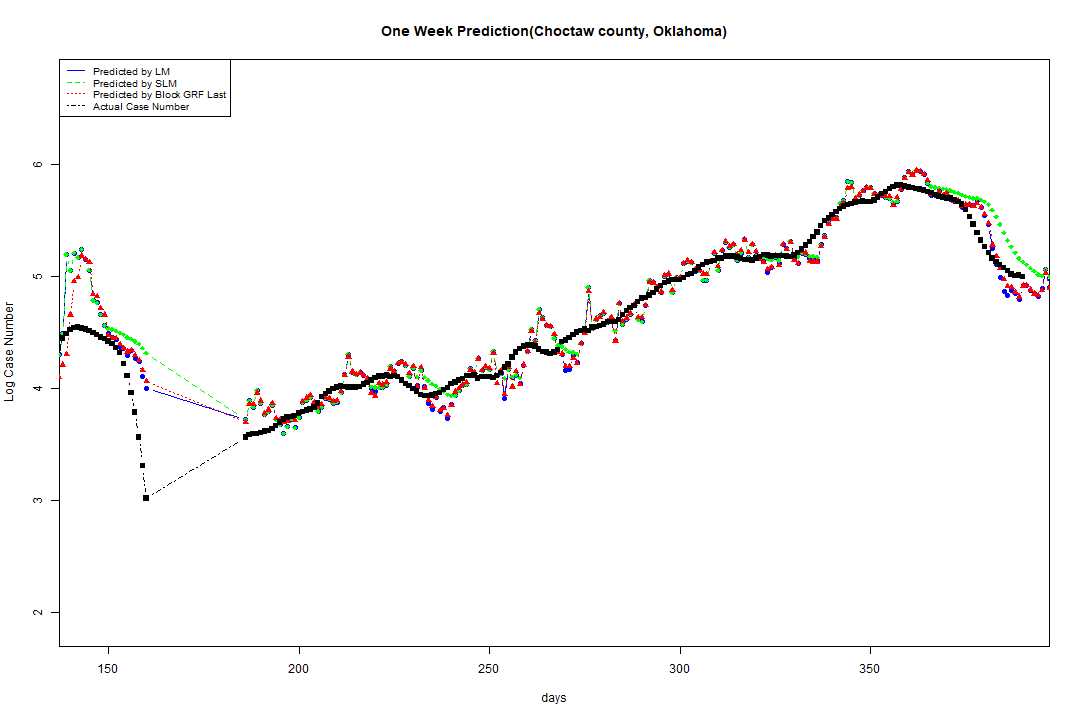 One Week Prediction(Choctaw county, Oklahoma)
Predicted by LM
Predicted by SLM
Predicted by Block GRF Last
Actual Case Number
Log Case Number
6
5
4
3
2
150 200 250 300 350
days